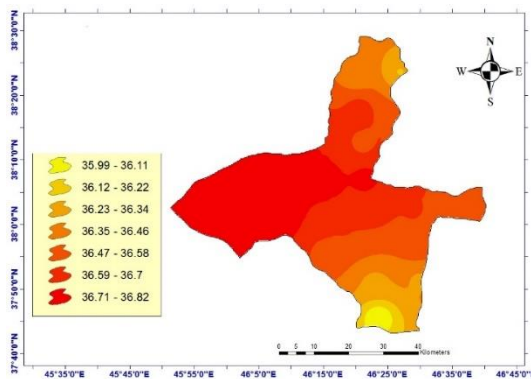 38°30'0"N
N
W E
S
38°20'0"N
38°10'0"N
35.99 - 36.11
36.12 - 36.22
36.23 - 36.34
38°0'0"N
36.35 - 36.46
36.47 - 36.58
36.59 - 36.7
36.71 - 36.82
37°50'0"N
37°40'0"N
0 5 10 20 30 40
Kilometers
45°35'0"E 45°45'0"E 45°55'0"E 46°5'0"E 46°15'0"E 46°25'0"E 46°35'0"E 46°45'0"E